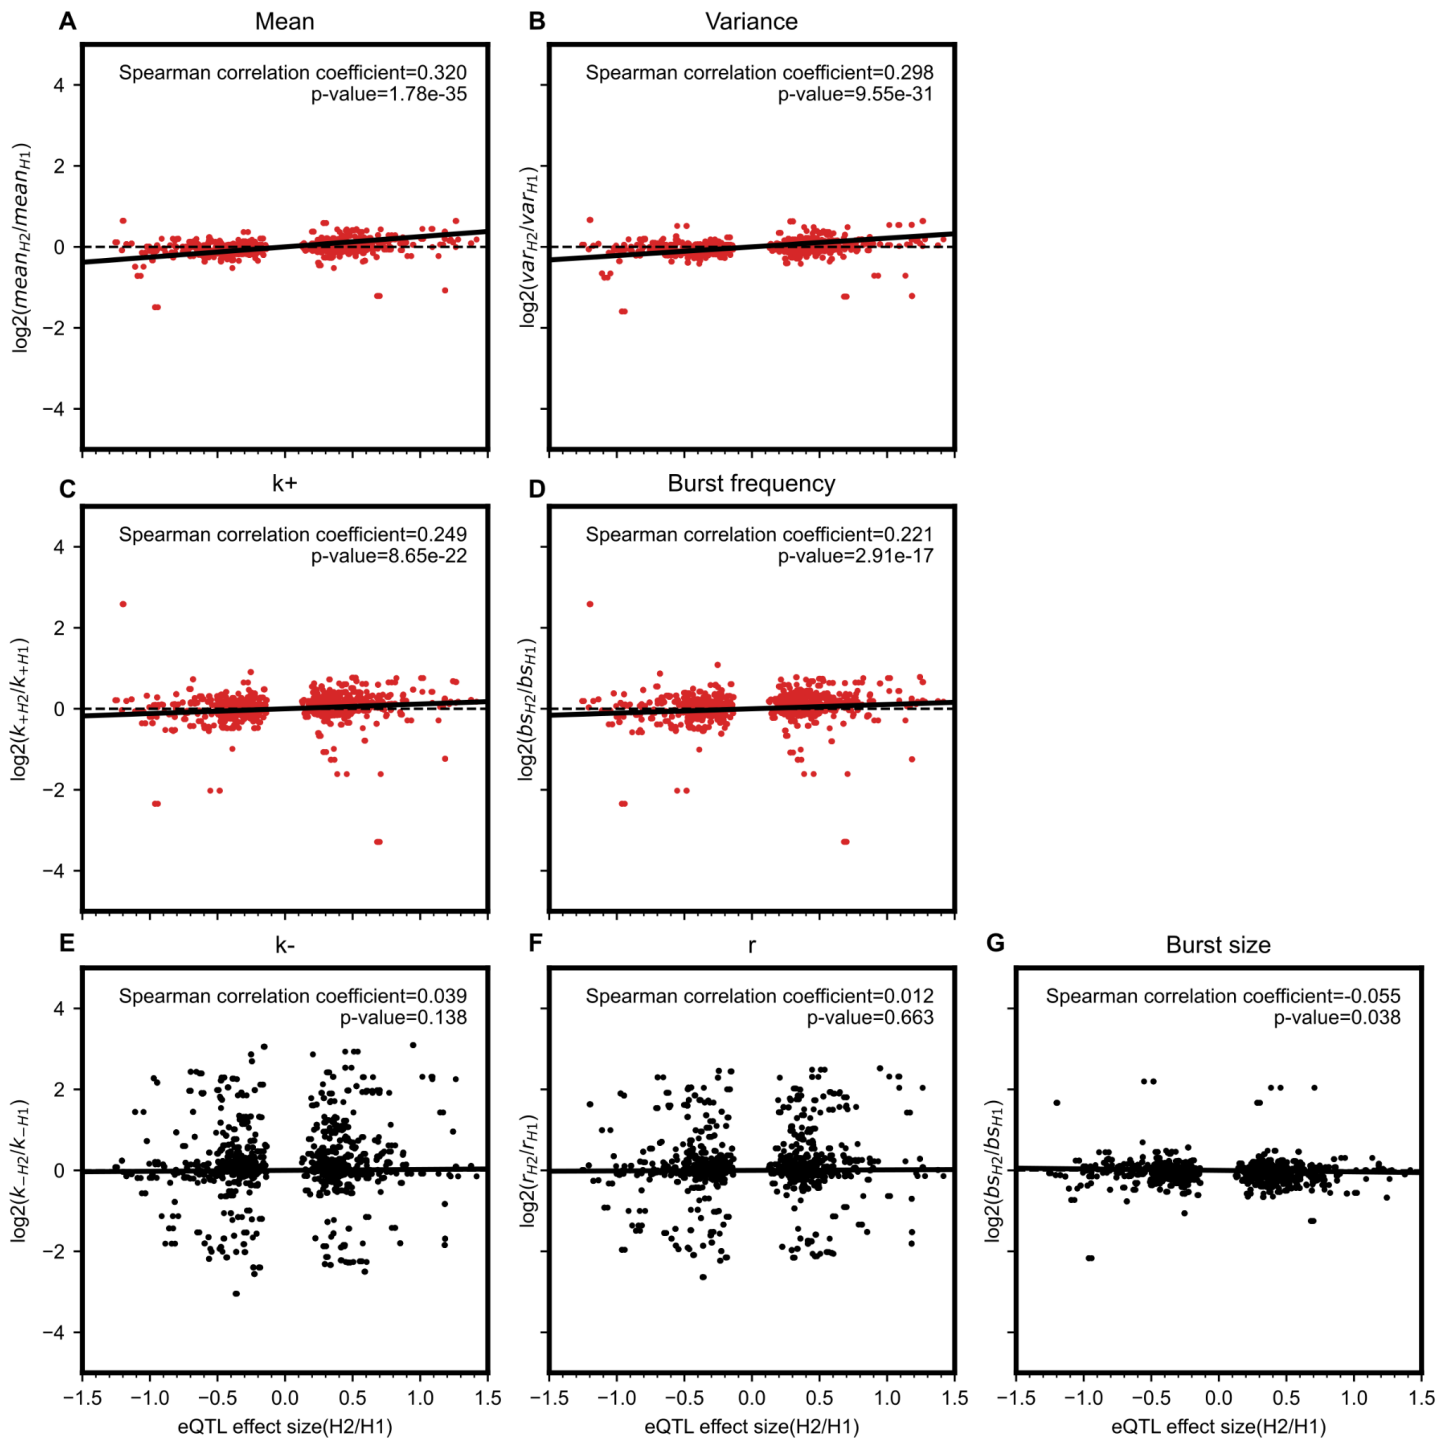 A
Mean
Spearman correlation coefficient=0.320
p-value=1.78e-35
4
2
0
−2
−4
log2(mean_H2/mean_H1)
B
Variance
Spearman correlation coefficient=0.298
p-value=9.55e-31
log2(var_H2/var_H1)
C
k+
Spearman correlation coefficient=0.249
p-value=8.65e-22
4
2
0
−2
−4
log2(k_+H2/k_+H1)
D
Burst frequency
Spearman correlation coefficient=0.221
p-value=2.91e-17
log2(bs_H2/bs_H1)
E
k-
Spearman correlation coefficient=0.039
p-value=0.138
4
2
0
−2
−4
log2(k_−H2/k_−H1)
−1.5 −1.0 −0.5 0.0 0.5 1.0 1.5
eQTL effect size(H2/H1)
F
r
Spearman correlation coefficient=0.012
p-value=0.663
log2(r_H2/r_H1)
−1.5 −1.0 −0.5 0.0 0.5 1.0 1.5
eQTL effect size(H2/H1)
G
Burst size
Spearman correlation coefficient=-0.055
p-value=0.038
log2(bs_H2/bs_H1)
−1.5 −1.0 −0.5 0.0 0.5 1.0 1.5
eQTL effect size(H2/H1)